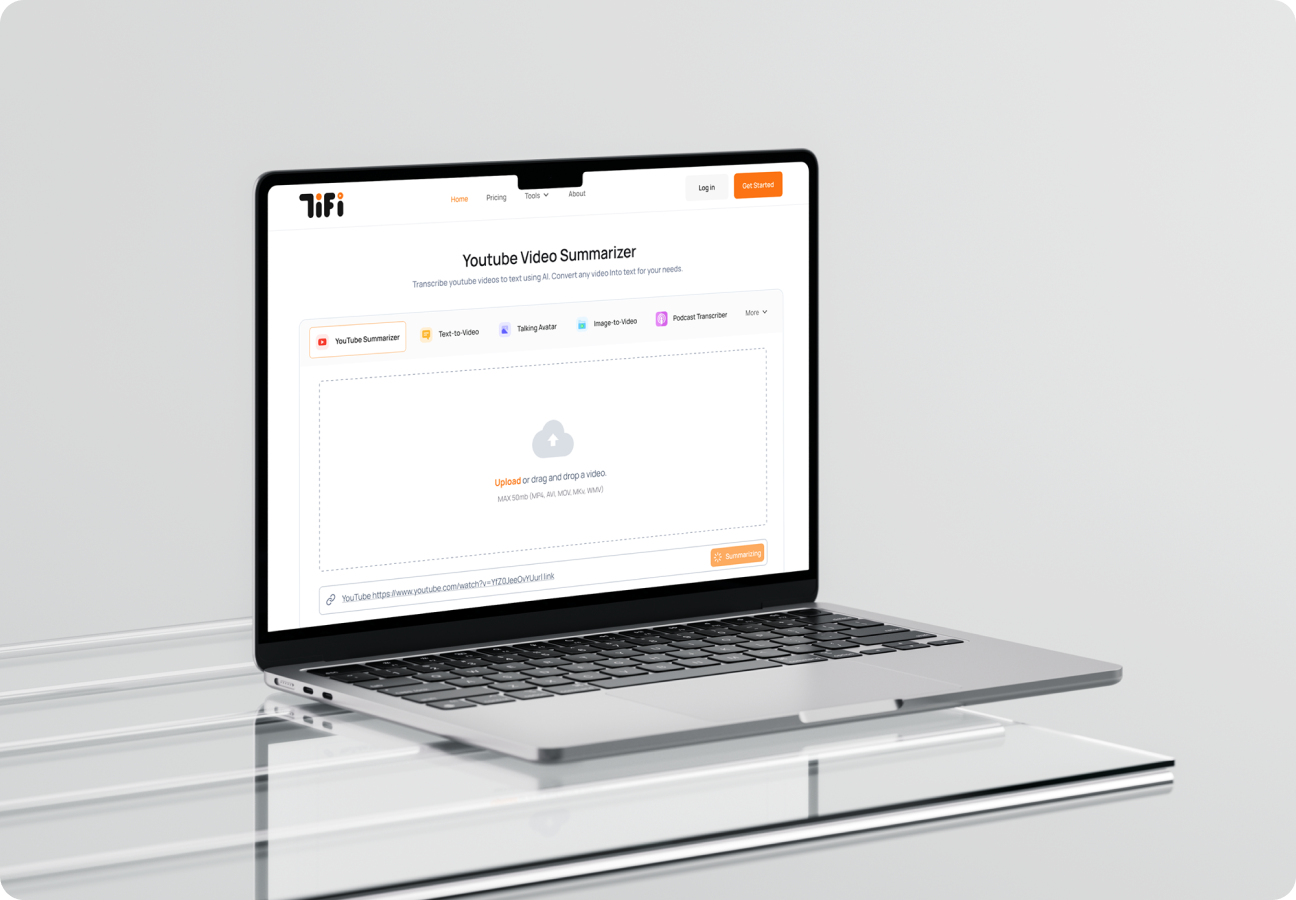 TiFi
Home Pricing Tools About Log in Get Started
Youtube Video Summarizer
Transcribe youtube videos to text using AI. Convert any video Into text for your needs.
YouTube Summarizer Text-to-Video Talking Avatar Image-to-Video Podcast Transcriber More
Upload or drag and drop a video.
MAX 50mb (MP4, AVI, MOV, MKv, WMV)
YouTube https://www.youtube.com/watch?v=YfZ0JeeOvYUurl link Summarizing